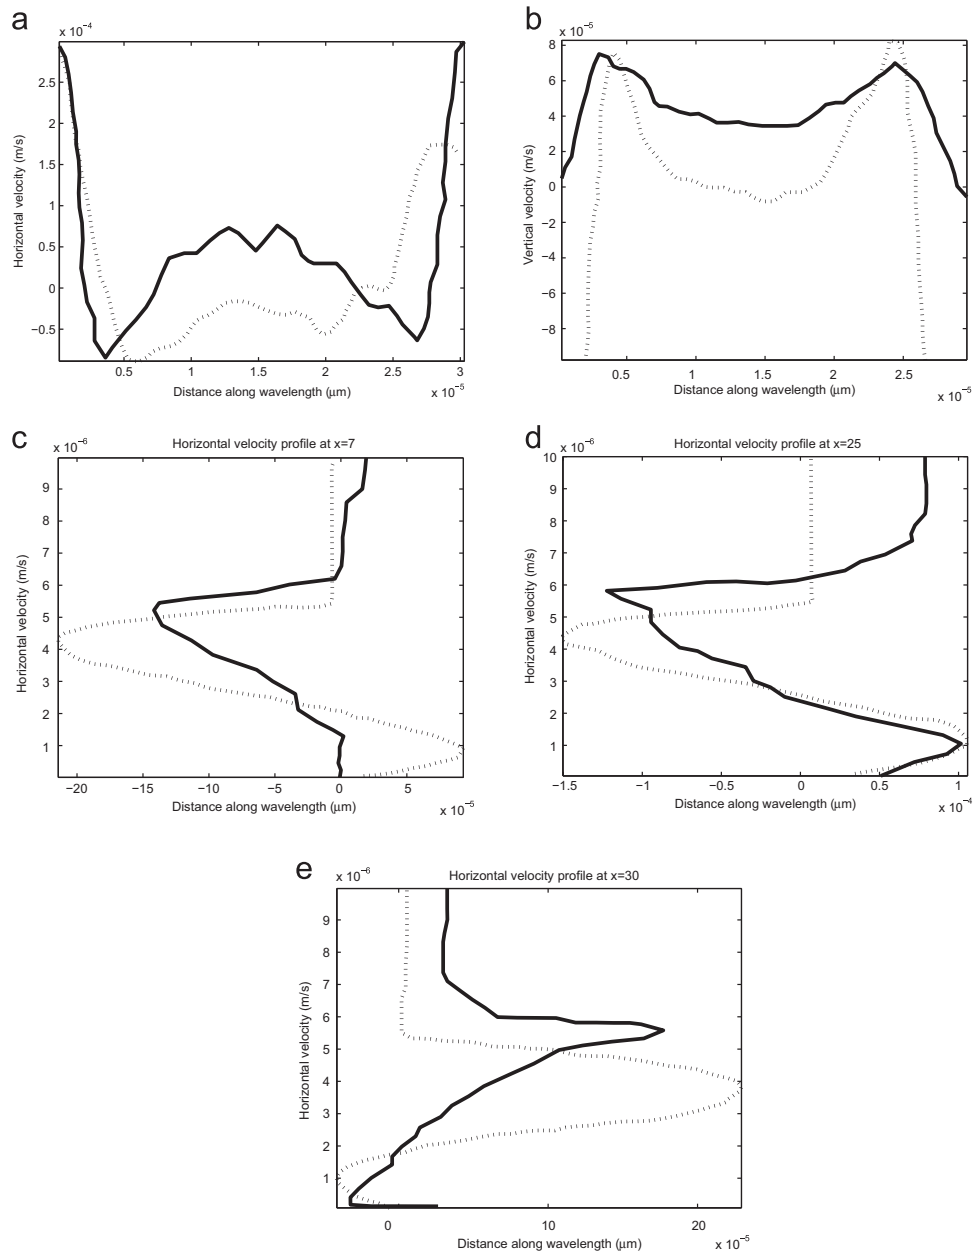 a
x 10⁻⁴
2.5
2
1.5
1
0.5
0
−0.5
Horizontal velocity (m/s)
0.5 1 1.5 2 2.5 3
Distance along wavelength (μm)
x 10⁻⁵
b
x 10⁻⁵
6
4
2
0
−2
−4
−6
−8
Vertical velocity (m/s)
0.5 1 1.5 2 2.5
Distance along wavelength (μm)
x 10⁻⁵
c
x 10⁻⁶
Horizontal velocity profile at x=7
9
8
7
6
5
4
3
2
1
Horizontal velocity (m/s)
−20 −15 −10 −5 0 5
Distance along wavelength (μm)
x 10⁻⁵
d
x 10⁻⁶
Horizontal velocity profile at x=25
10
9
8
7
6
5
4
3
2
1
Horizontal velocity (m/s)
−1.5 −1 −0.5 0 0.5 1
Distance along wavelength (μm)
x 10⁻⁴
e
x 10⁻⁶
Horizontal velocity profile at x=30
9
8
7
6
5
4
3
2
1
Horizontal velocity (m/s)
0 10 20
Distance along wavelength (μm)
x 10⁻⁵